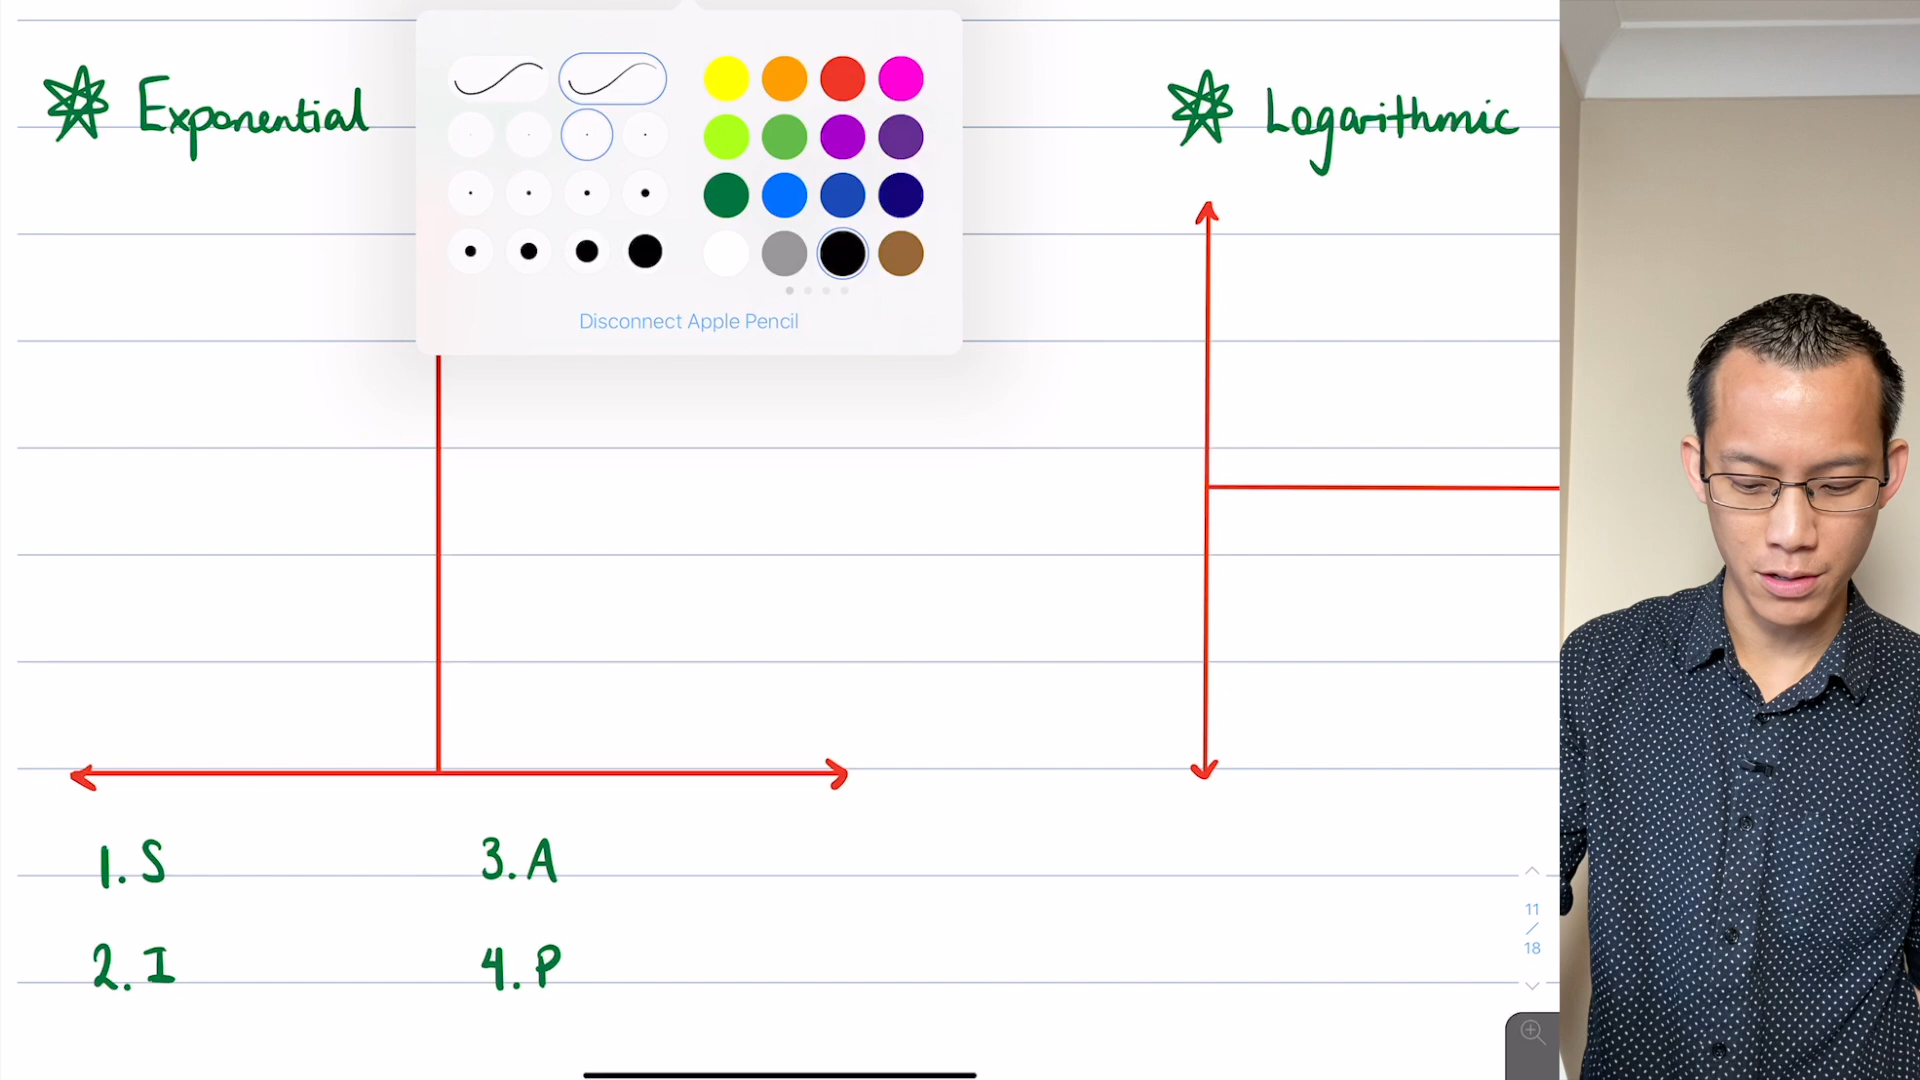 Exponential
Logarithmic
Disconnect Apple Pencil
1. S
3. A
2. I
4. P
11
/
18